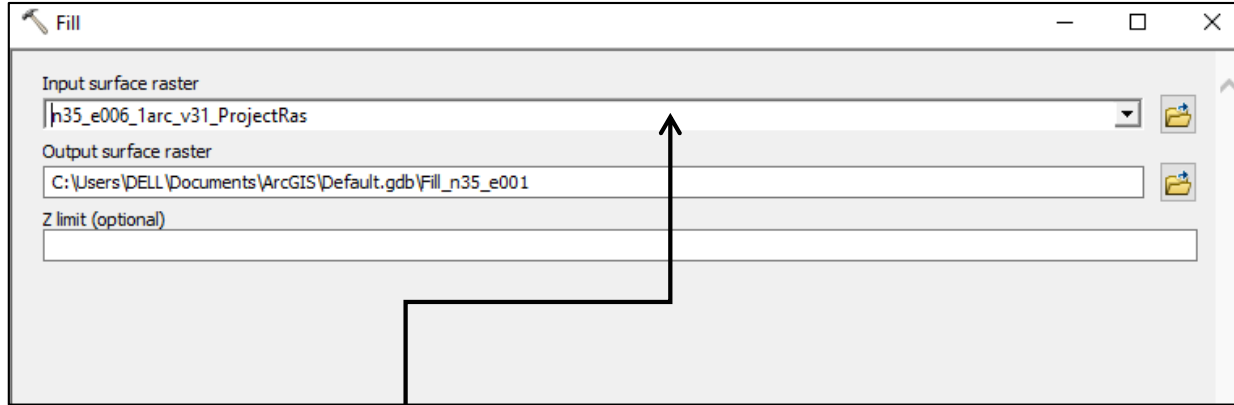 Fill
Input surface raster
n35_e006_1arc_v31_ProjectRas
Output surface raster
C:\Users\DELL\Documents\ArcGIS\Default.gdb\Fill_n35_e001
Z limit (optional)